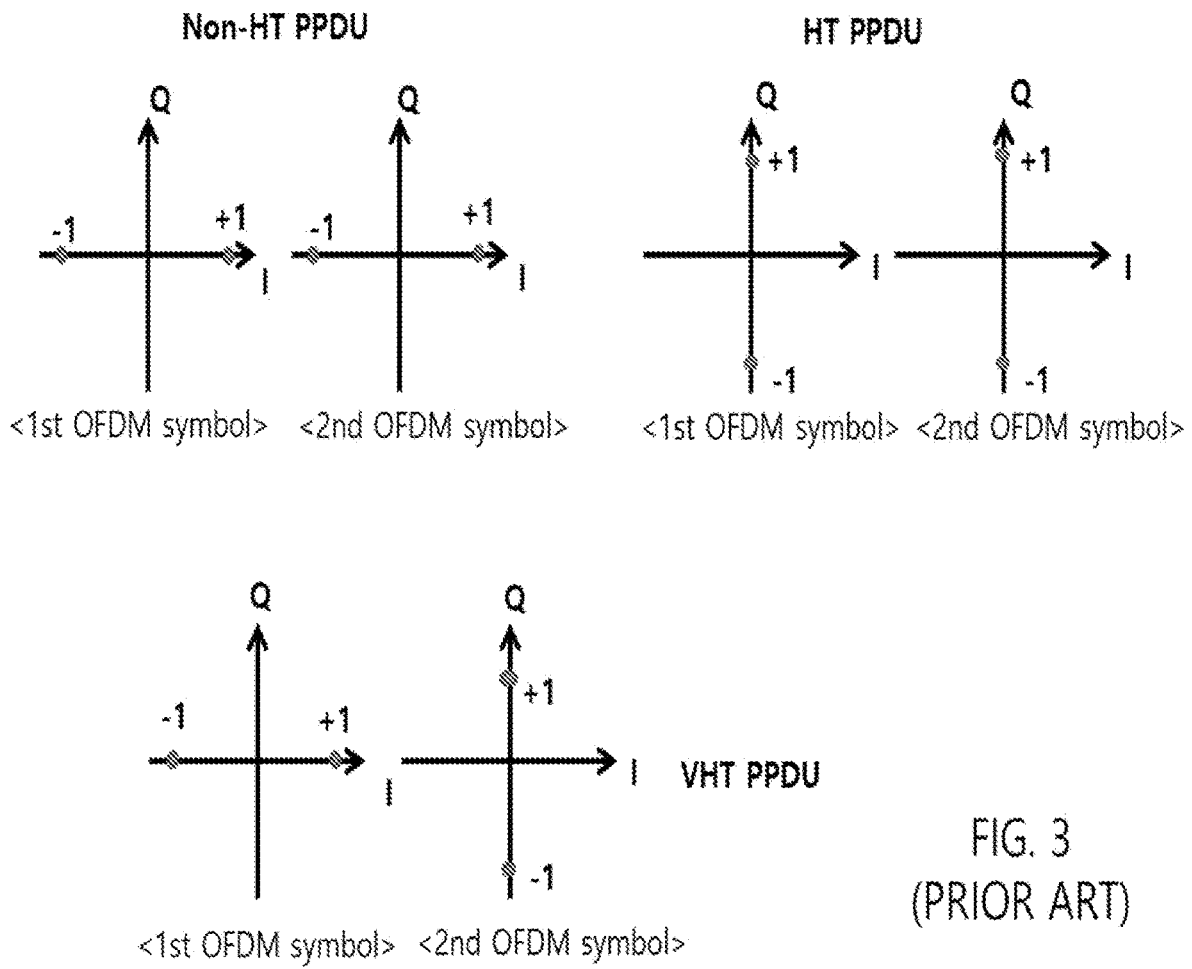 Non-HT PPDU
HT PPDU
Q
Q
Q
Q
-1
+1
I
-1
+1
I
+1
-1
I
+1
-1
I
<1st OFDM symbol>
<2nd OFDM symbol>
<1st OFDM symbol>
<2nd OFDM symbol>
Q
Q
-1
+1
I
+1
-1
I
VHT PPDU
<1st OFDM symbol>
<2nd OFDM symbol>
FIG. 3
(PRIOR ART)